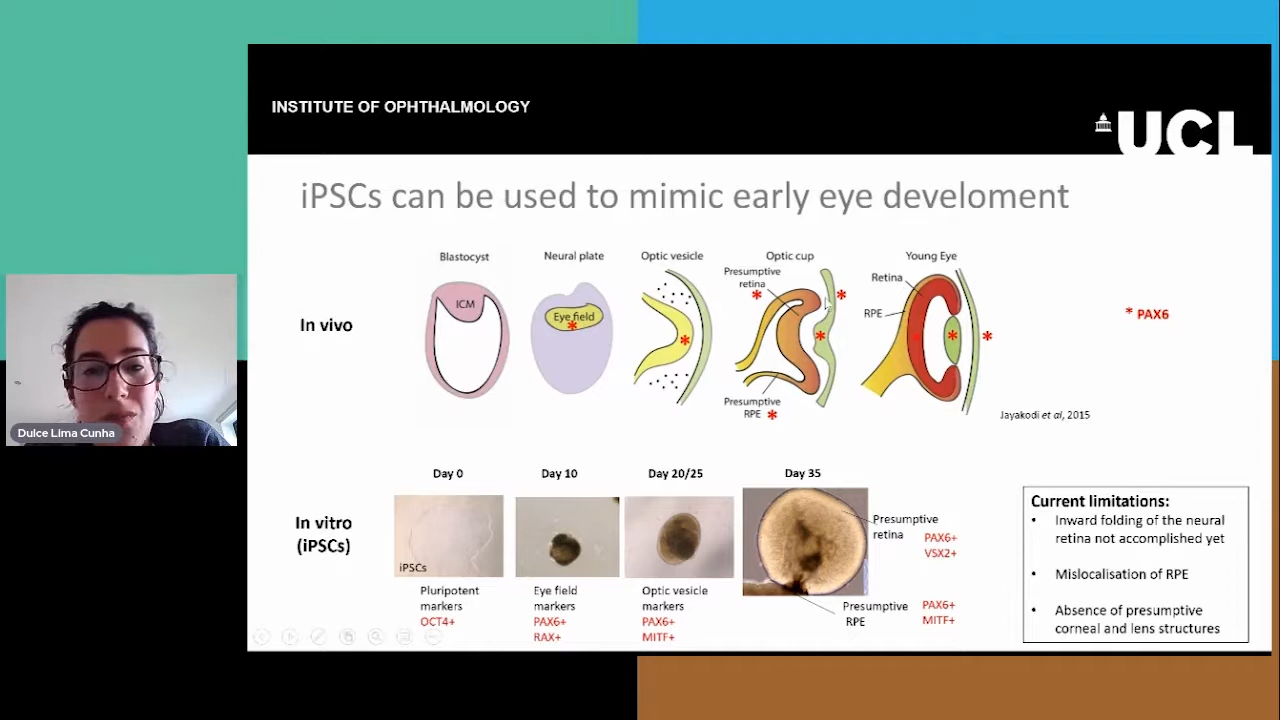 INSTITUTE OF OPHTHALMOLOGY
UCL
iPSCs can be used to mimic early eye develoment
Blastocyst
Neural plate
Optic vesicle
Optic cup
Young Eye
ICM
Eye field
*
*
Presumptive
retina
*
*
*
Presumptive
RPE *
Retina
RPE
*
*
*
In vivo
* PAX6
Jayakodi et al, 2015
Dulce Lima Cunha
Day 0
Day 10
Day 20/25
Day 35
In vitro
(iPSCs)
iPSCs
Pluripotent
markers
OCT4+
Eye field
markers
PAX6+
RAX+
Optic vesicle
markers
PAX6+
MITF+
Presumptive
retina
PAX6+
VSX2+
Presumptive
RPE
PAX6+
MITF+
Current limitations:
• Inward folding of the neural
retina not accomplished yet
• Mislocalisation of RPE
• Absence of presumptive
corneal and lens structures